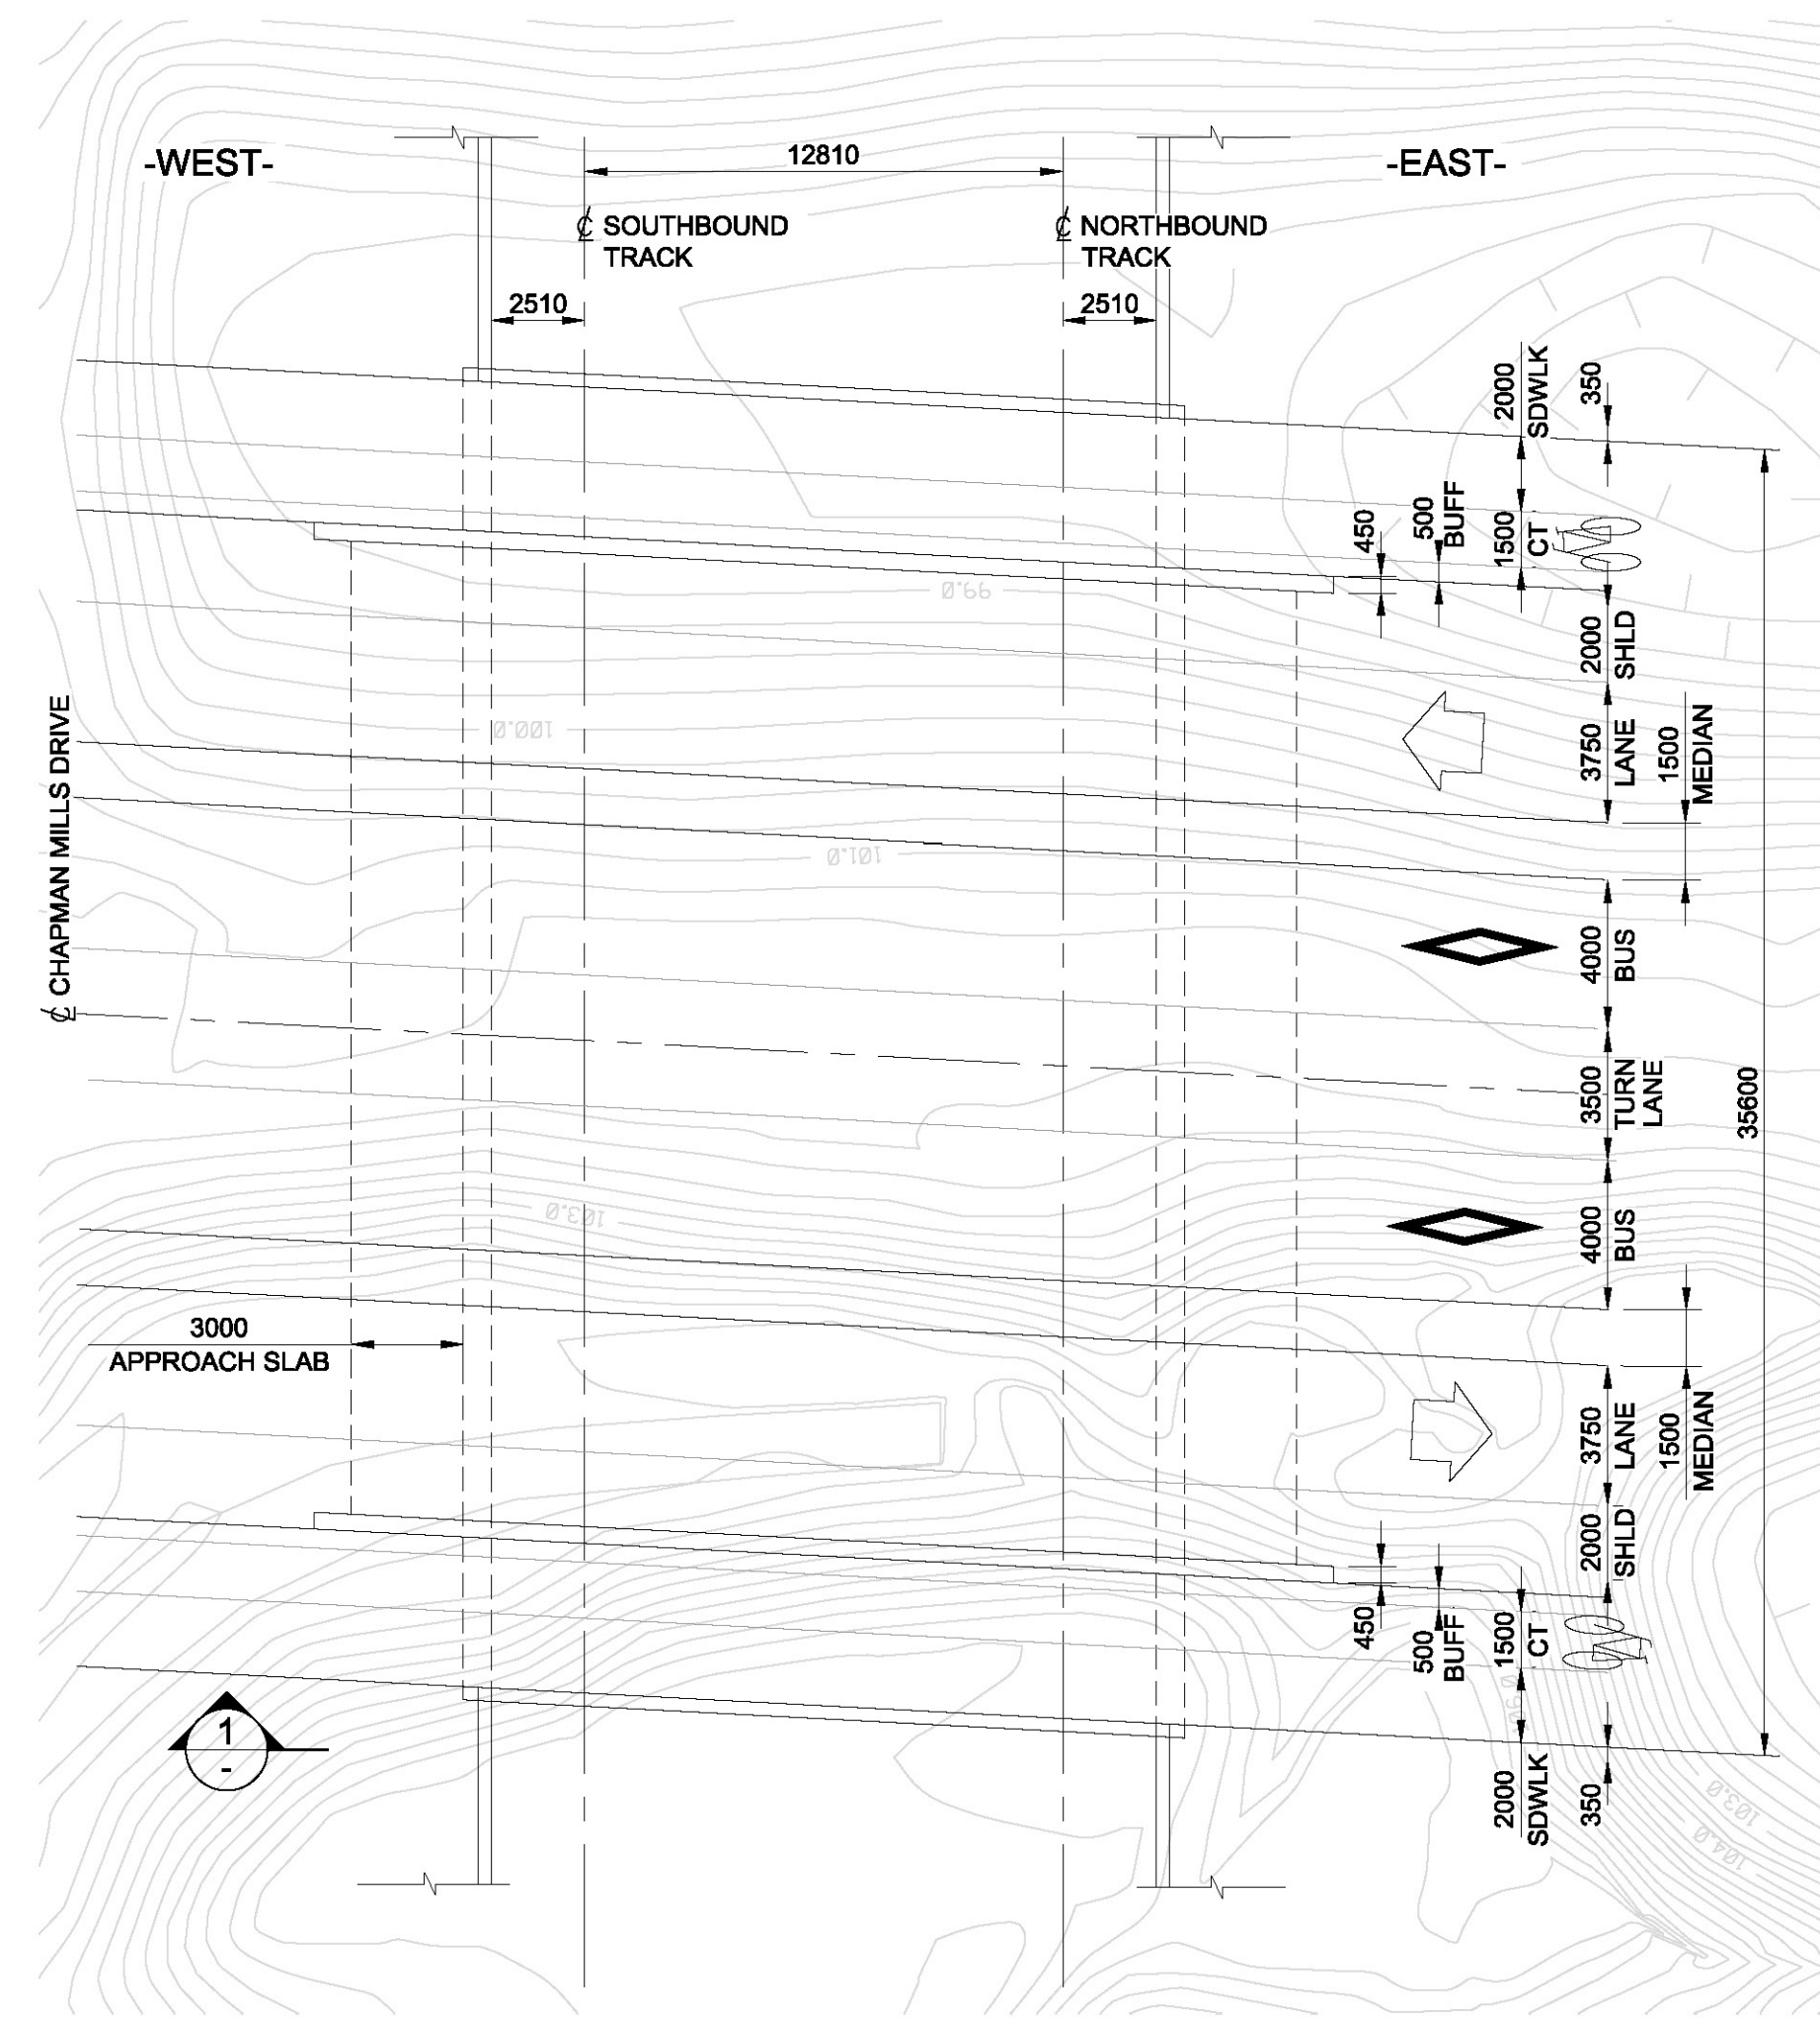 -WEST-
12810
-EAST-
℄ SOUTHBOUND
TRACK
℄ NORTHBOUND
TRACK
2510
2510
2000
SDWLK
350
450
500
BUFF
1500
CT
99.0
2000
SHLD
100.0
3750
LANE
1500
MEDIAN
℄ CHAPMAN MILLS DRIVE
101.0
4000
BUS
3500
TURN
LANE
35600
103.0
4000
BUS
3000
APPROACH SLAB
3750
LANE
1500
MEDIAN
2000
SHLD
450
500
BUFF
1500
CT
1
-
2000
SDWLK
350
103.0
104.0